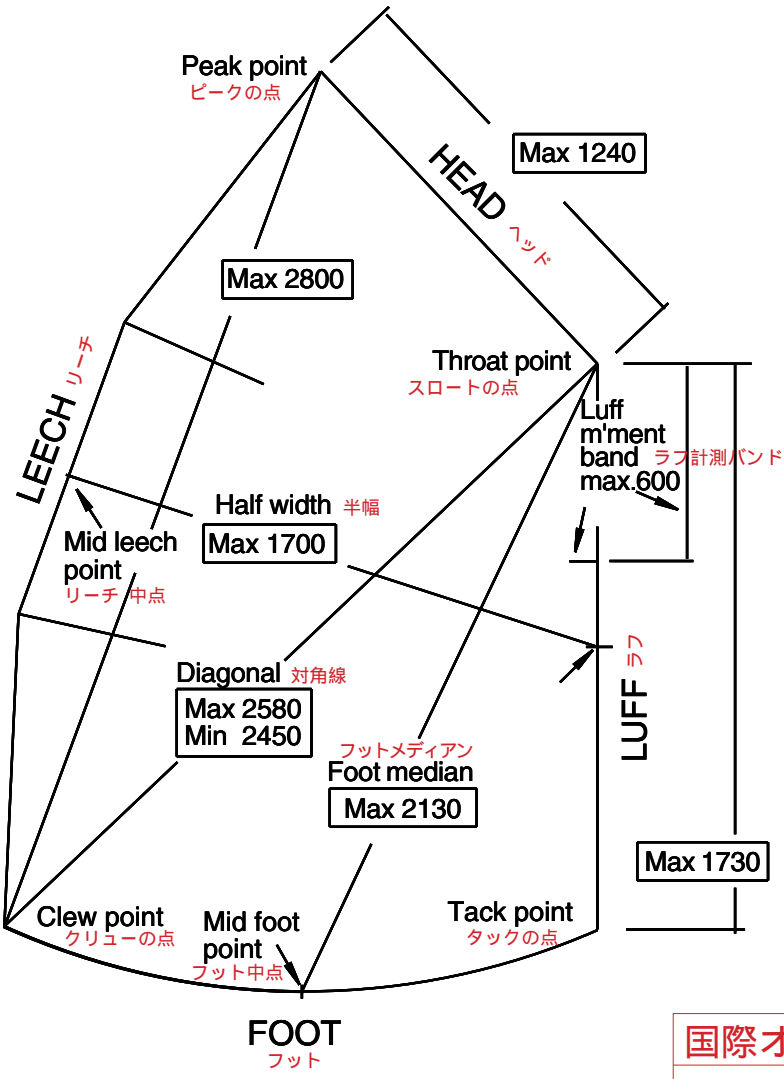 Peak point
ピークの点
Max 1240
HEAD
ヘッド
Max 2800
Throat point
スロートの点
LEECH リーチ
Luff
m'ment
band ラフ計測バンド
max.600
Half width 半幅
Max 1700
Mid leech
point
リーチ 中点
Diagonal 対角線
Max 2580
Min 2450
LUFF ラフ
フットメディアン
Foot median
Max 2130
Max 1730
Clew point
クリューの点
Mid foot
point
フット中点
Tack point
タックの点
FOOT
フット
国際オ